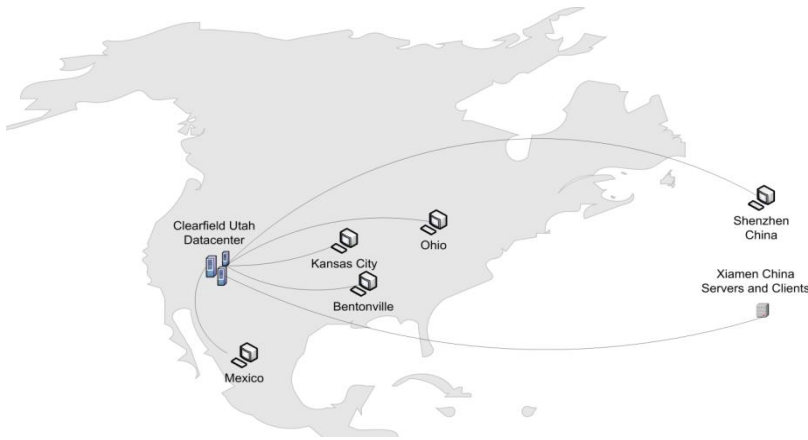 Clearfield Utah
Datacenter
Kansas City
Ohio
Bentonville
Mexico
Shenzhen
China
Xiamen China
Servers and Clients